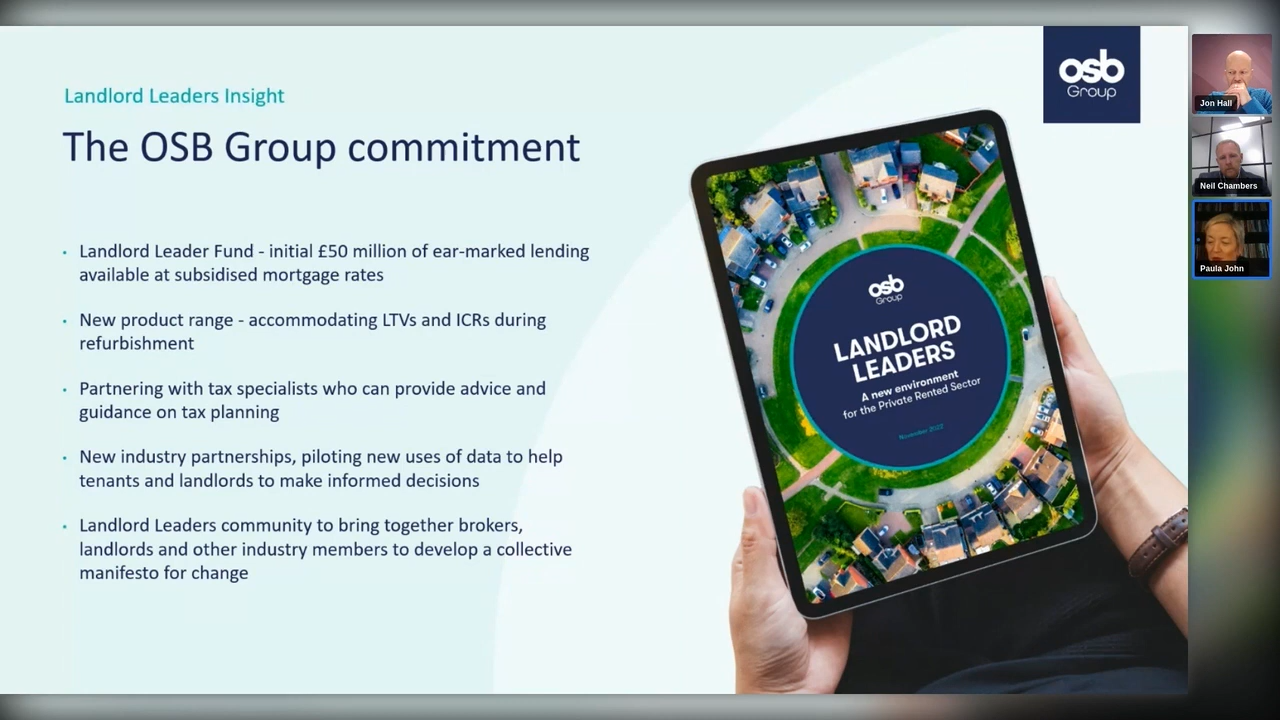 Landlord Leaders Insight
The OSB Group commitment
osb
Group
Landlord Leader Fund - initial £50 million of ear-marked lending
available at subsidised mortgage rates
New product range - accommodating LTVs and ICRs during
refurbishment
Partnering with tax specialists who can provide advice and
guidance on tax planning
New industry partnerships, piloting new uses of data to help
tenants and landlords to make informed decisions
Landlord Leaders community to bring together brokers,
landlords and other industry members to develop a collective
manifesto for change
osb
Group
LANDLORD
LEADERS
A new environment
for the Private Rented Sector
November 2022
Jon Hall
Neil Chambers
Paula John